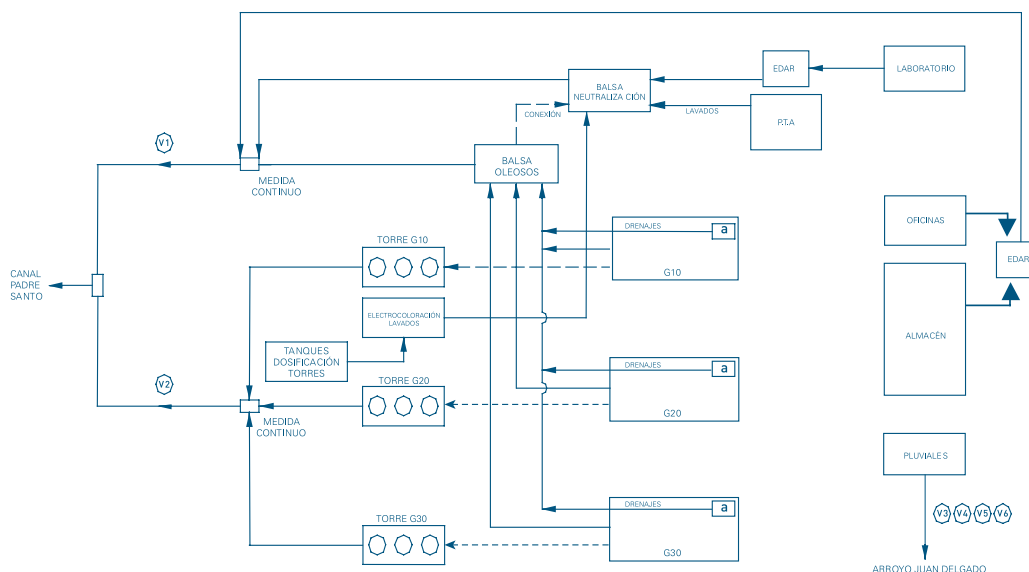 EDAR
LABORATORIO
BALSA
NEUTRALIZA CIÓN
LAVADOS
P.T.A
CONEXIÓN
V1
BALSA
OLEOSOS
MEDIDA
CONTINUO
DRENAJES
a
G10
OFICINAS
EDAR
TORRE G10
CANAL
PADRE
SANTO
ELECTROCOLORACIÓN
LAVADOS
ALMACÉN
TANQUES
DOSIFICACIÓN
TORRES
DRENAJES
a
G20
TORRE G20
V2
MEDIDA
CONTINUO
PLUVIALES
DRENAJES
a
G30
TORRE G30
V3 V4 V5 V6
ARROYO JUAN DELGADO